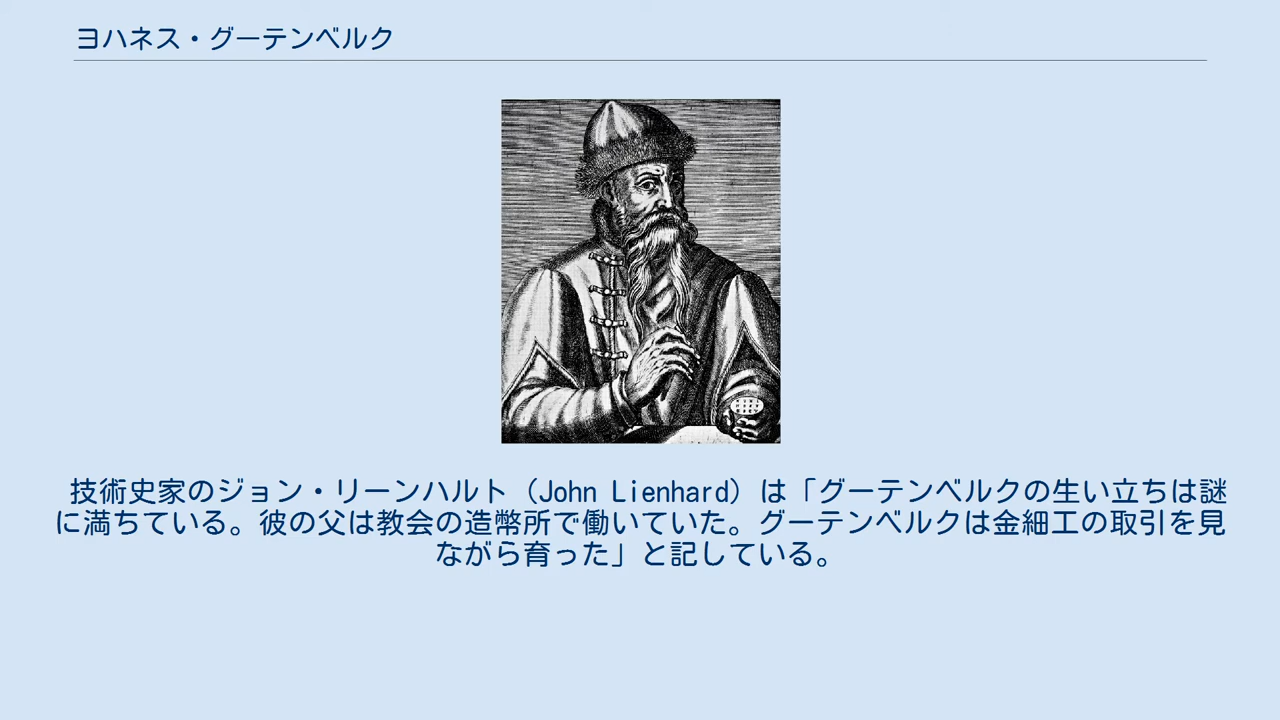 ヨハネス・グーテンベルク
技術史家のジョン・リーンハルト（John Lienhard）は「グーテンベルクの生い立ちは謎
に満ちている。彼の父は教会の造幣所で働いていた。グーテンベルクは金細工の取引を見
ながら育った」と記している。